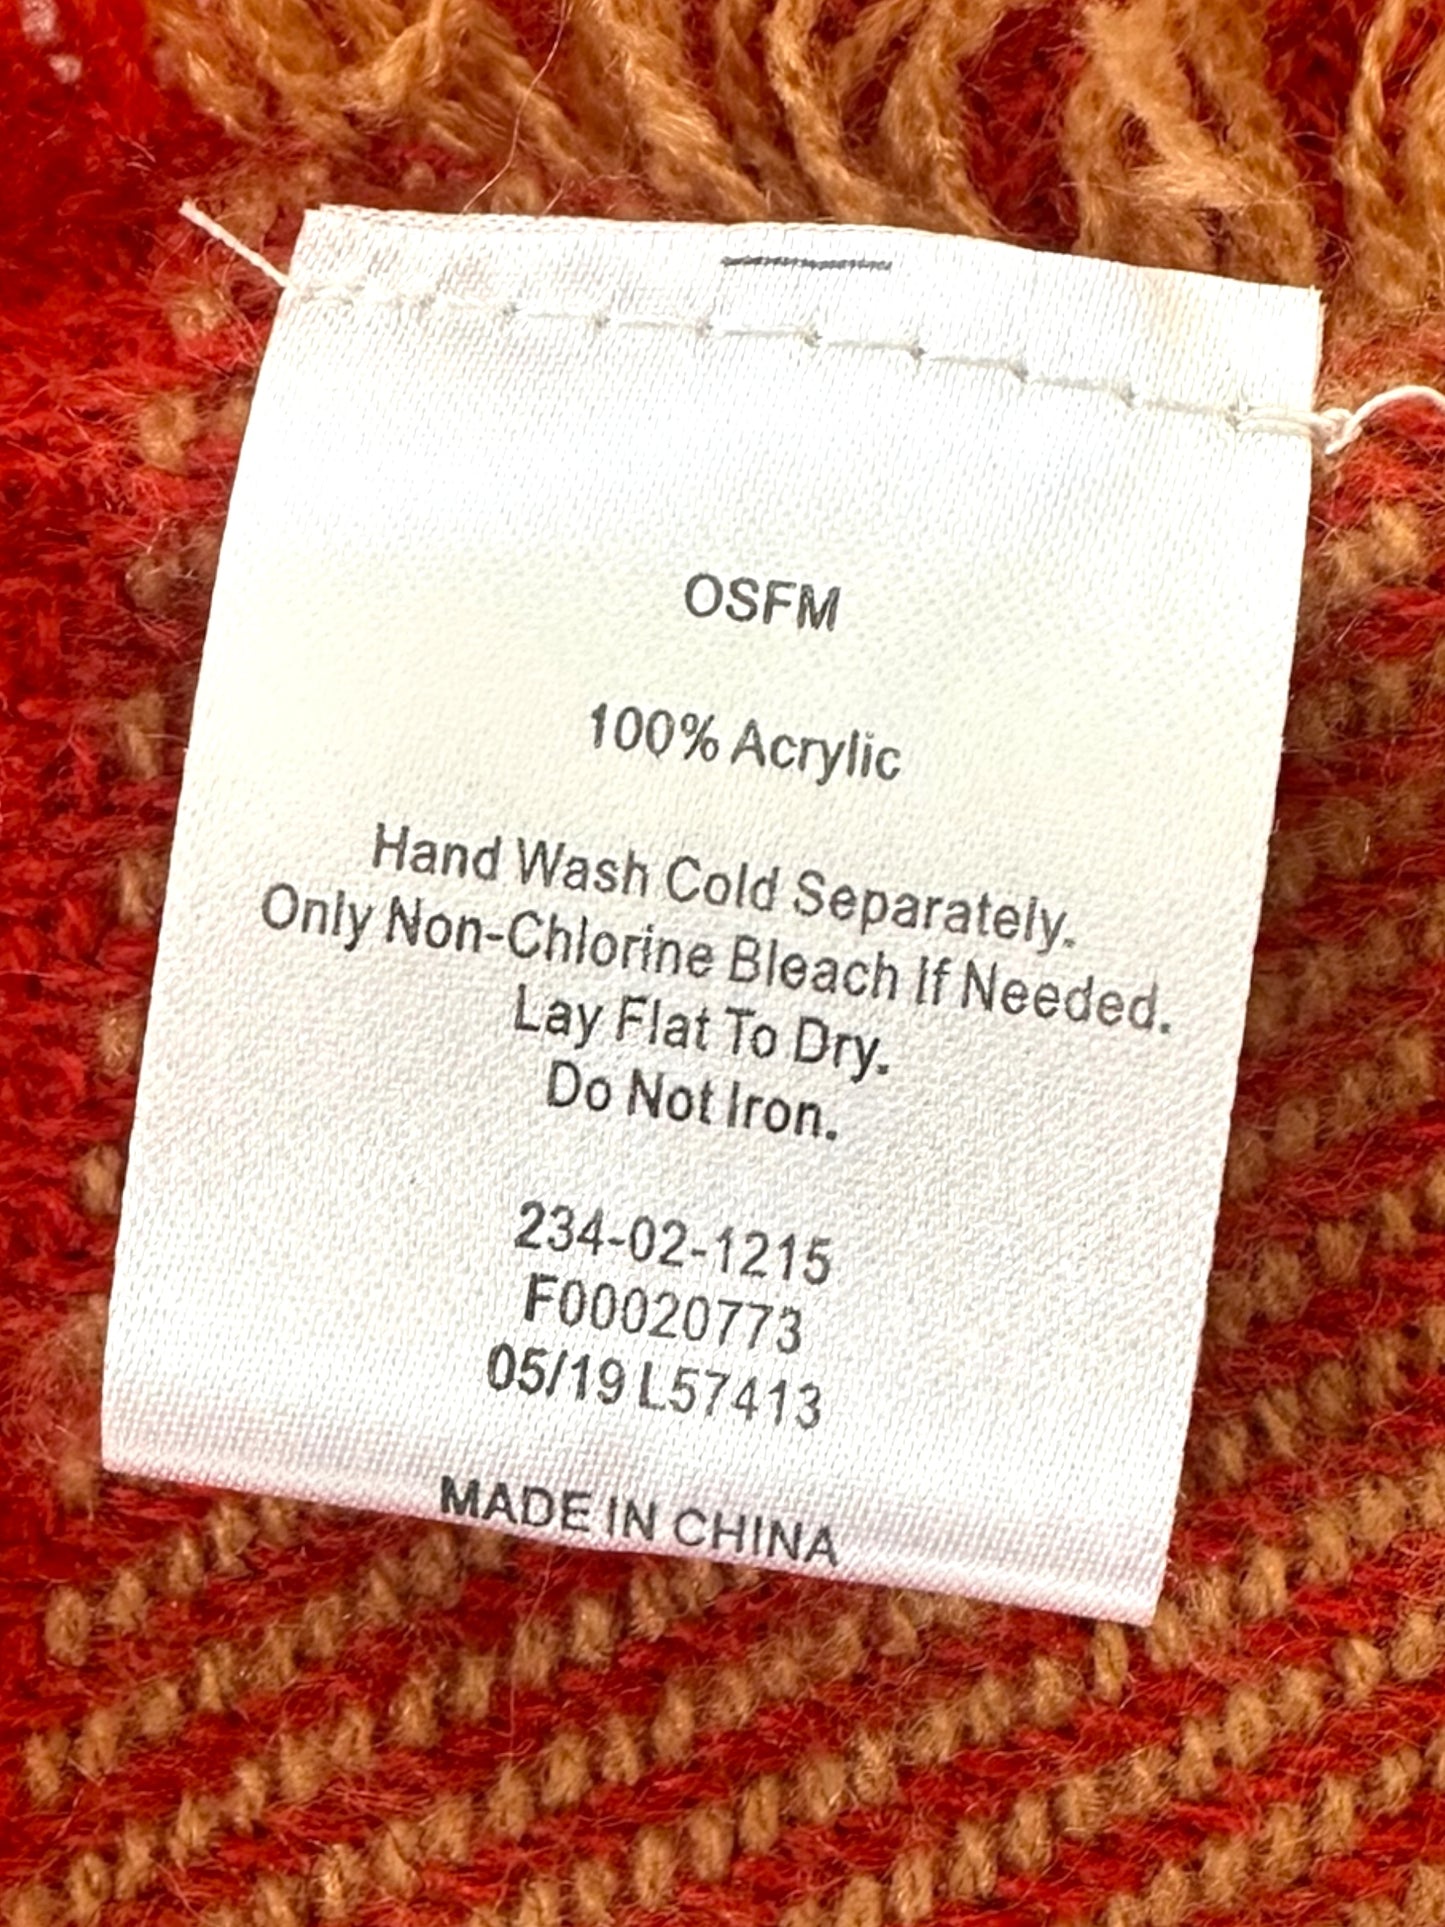 OSFM
100% Acrylic
Hand Wash Cold Separately.
Only Non-Chlorine Bleach If Needed.
Lay Flat To Dry.
Do Not Iron.
234-02-1215
F00020773
05/19 L57413
MADE IN CHINA